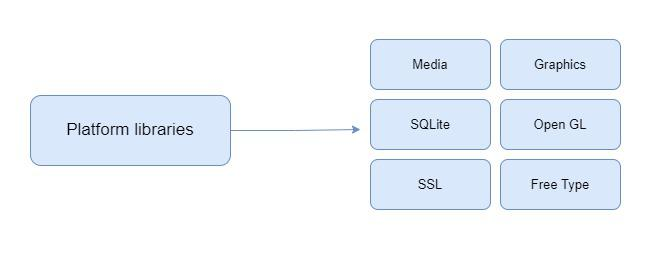 Platform libraries
Media
Graphics
SQLite
Open GL
SSL
Free Type